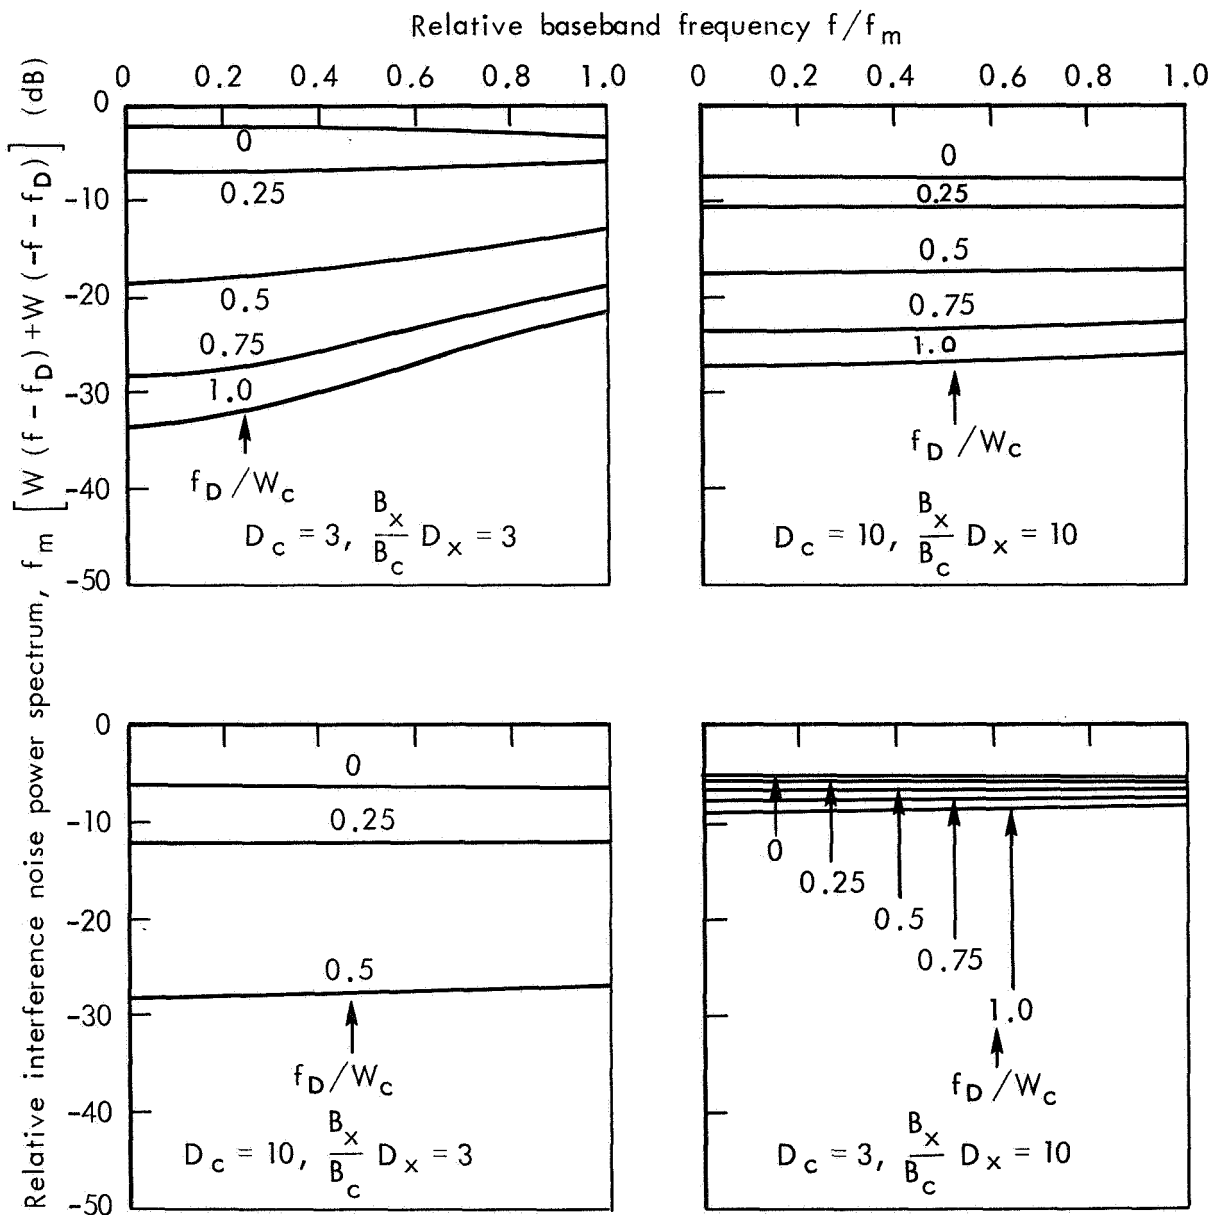 Relative baseband frequency f/f_m
0 0.2 0.4 0.6 0.8 1.0
0 0.2 0.4 0.6 0.8 1.0
Relative interference noise power spectrum, f_m [W (f - f_D) + W (-f - f_D)] (dB)
0
-10
-20
-30
-40
-50
0
0.25
0.5
0.75
1.0
f_D /W_c
D_c = 3, B_x/B_c D_x = 3
0
0.25
0.5
0.75
1.0
f_D /W_c
D_c = 10, B_x/B_c D_x = 10
0
-10
-20
-30
-40
-50
0
0.25
0.5
f_D/W_c
D_c = 10, B_x/B_c D_x = 3
0
0.25
0.5
0.75
1.0
f_D /W_c
D_c = 3, B_x/B_c D_x = 10